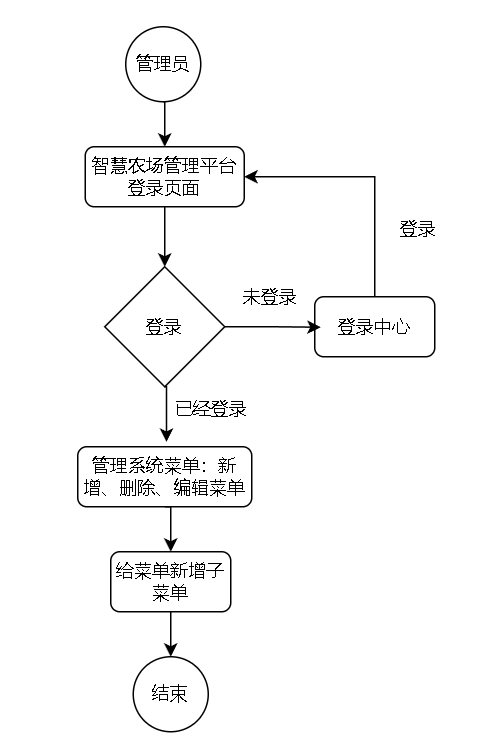 管理员
智慧农场管理平台
登录页面
登录
登录
未登录
登录中心
已经登录
管理系统菜单：新
增、删除、编辑菜单
给菜单新增子
菜单
结束